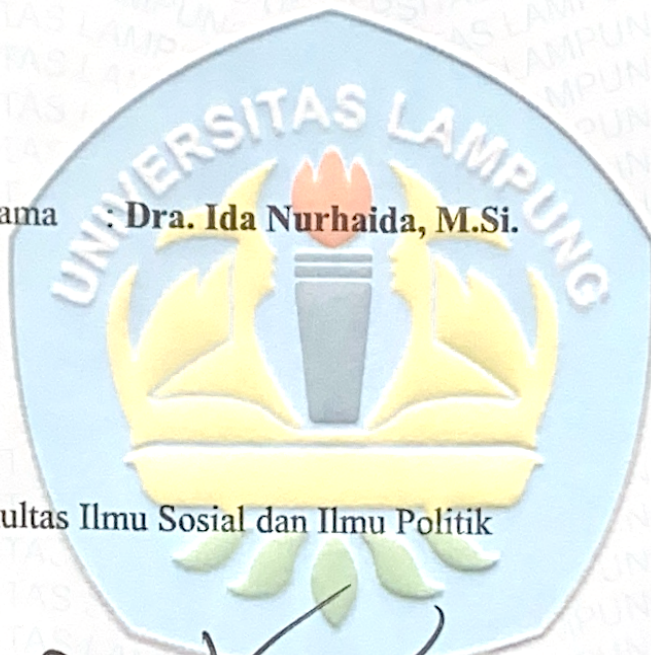 UNIVERSITAS LAMPUNG
ama : Dra. Ida Nurhaida, M.Si.
ultas Ilmu Sosial dan Ilmu Politik